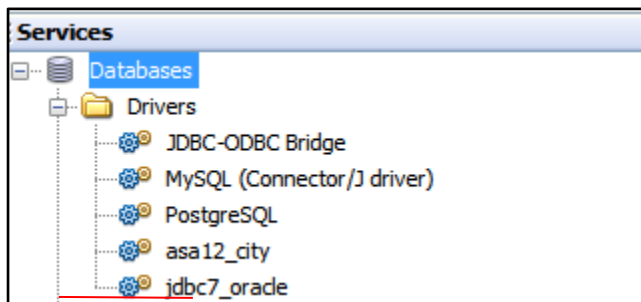 Services
Databases
Drivers
JDBC-ODBC Bridge
MySQL (Connector/J driver)
PostgreSQL
asa12_city
jdbc7_oracle